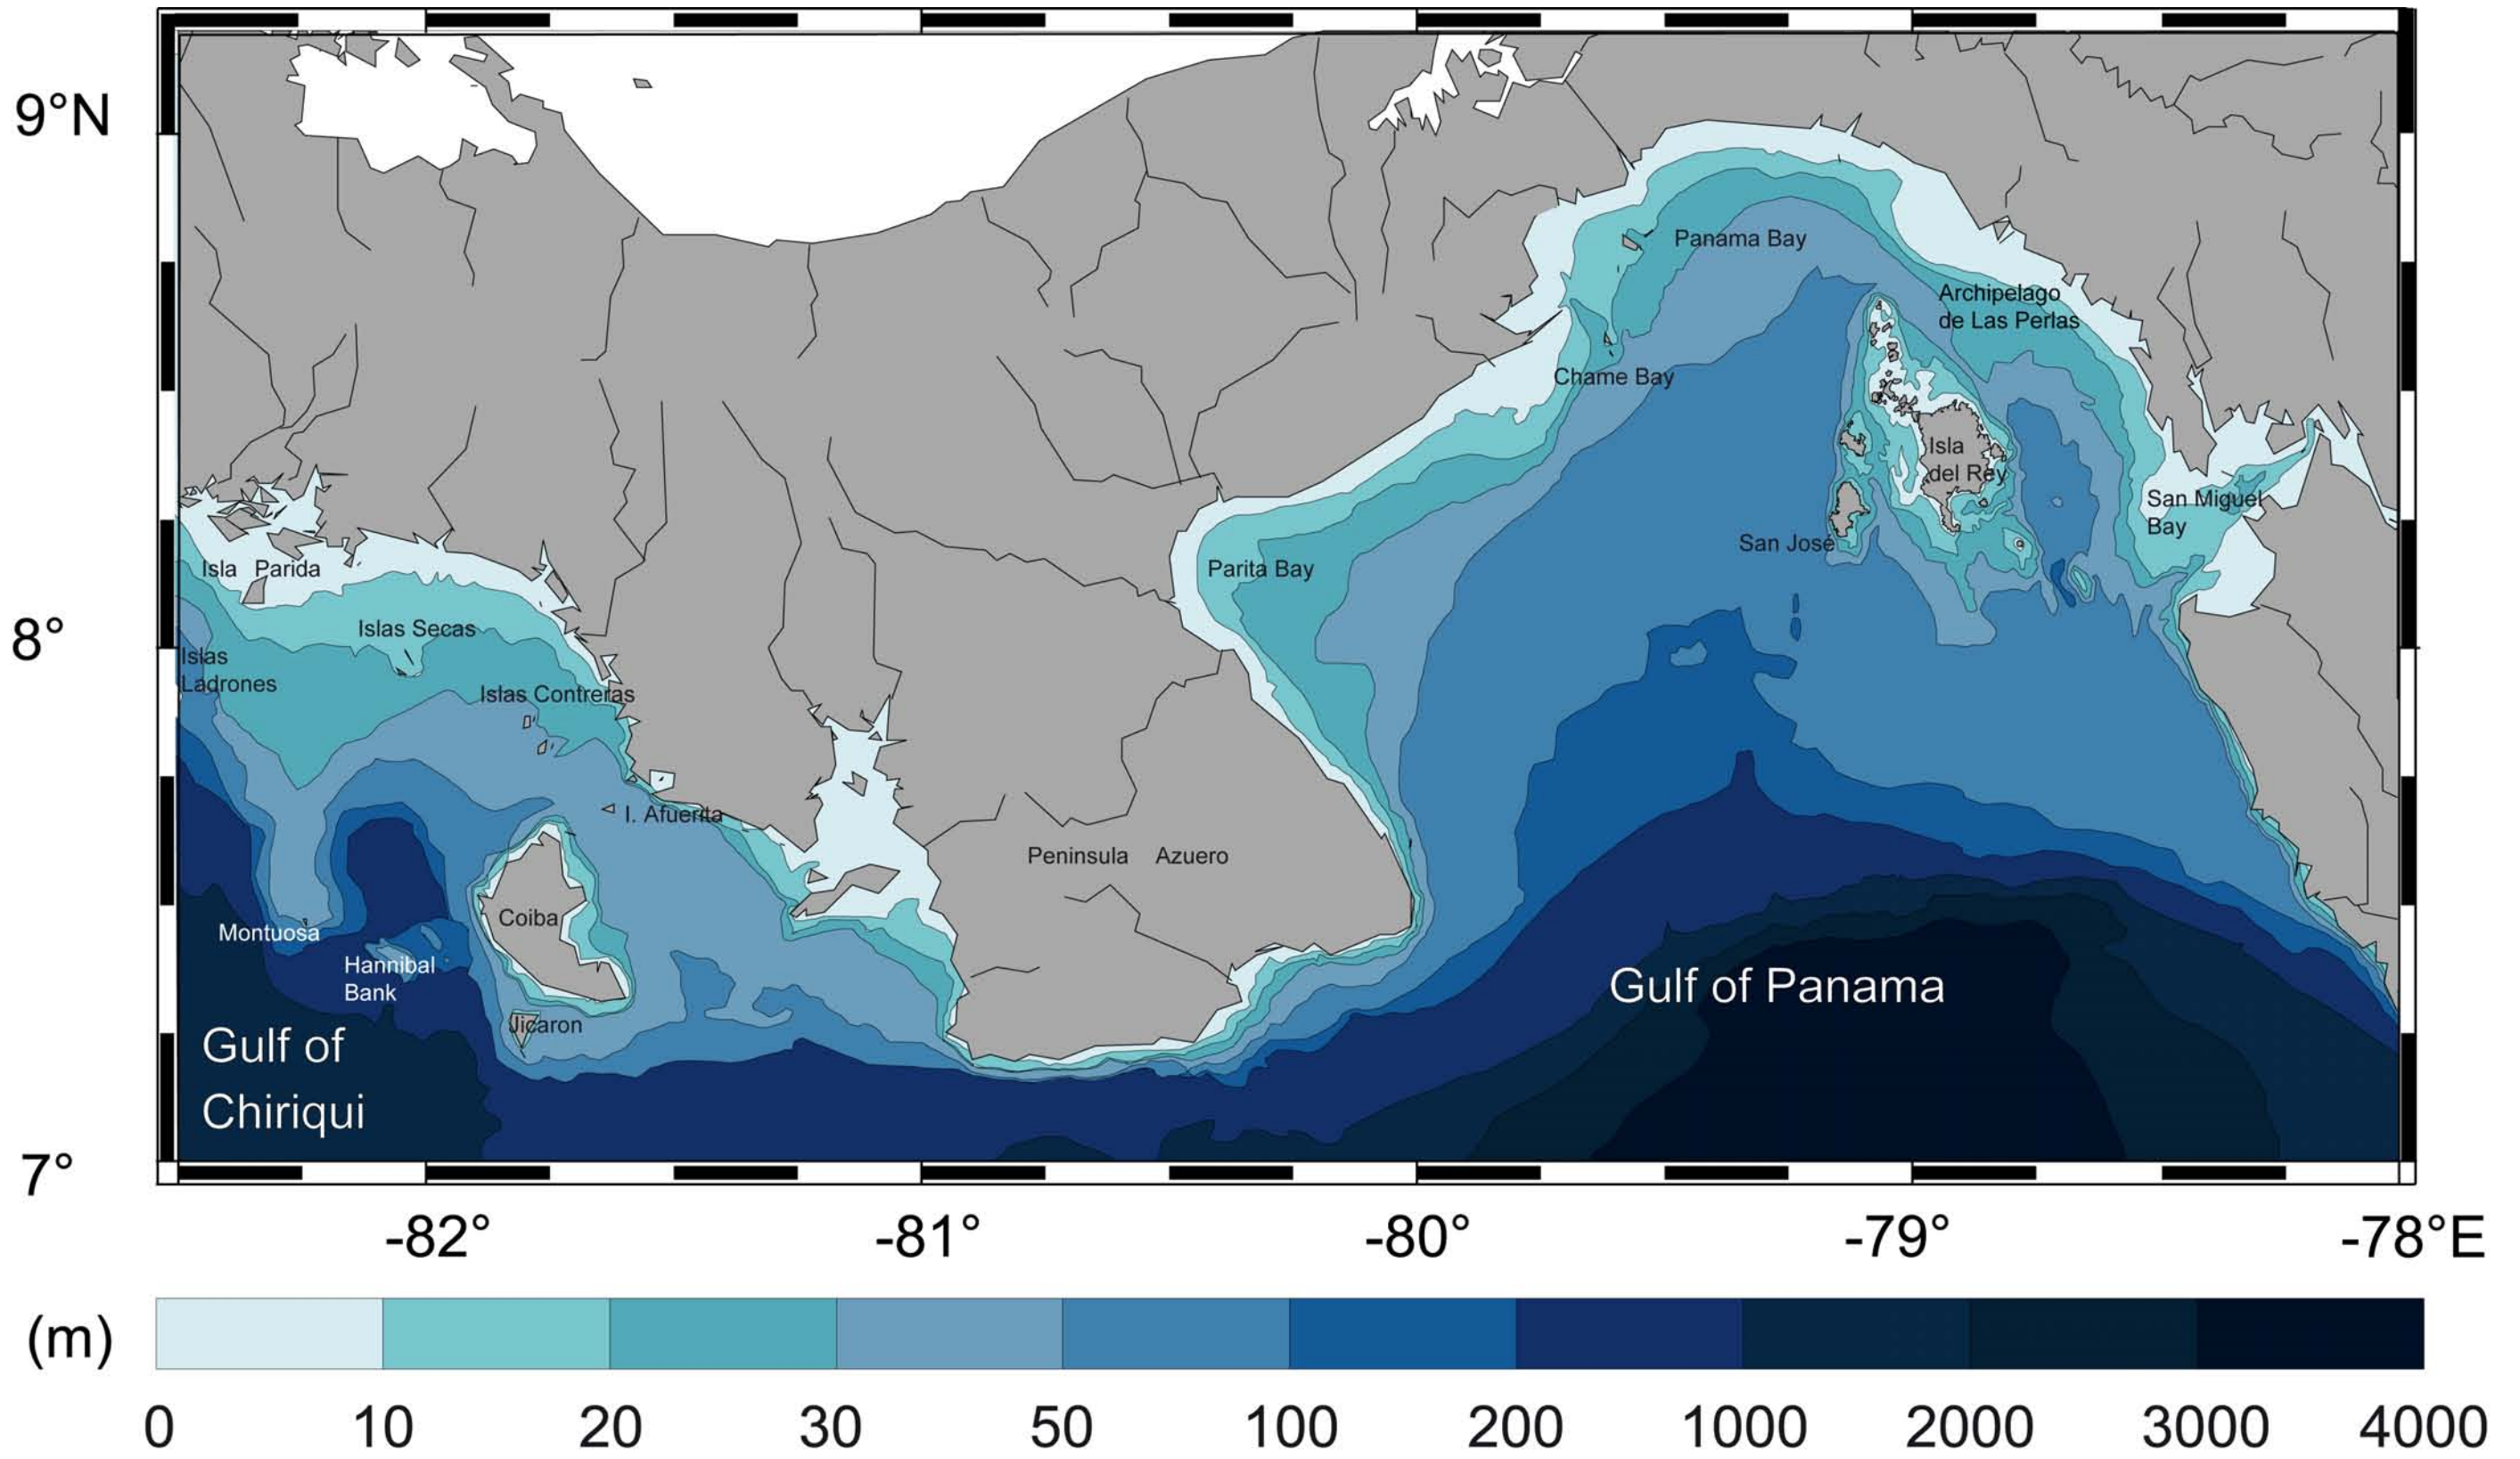 9°N
Panama Bay
Archipelago
de Las Perlas
Chame Bay
Isla
del Rey
San Miguel
Bay
San José
Parita Bay
Isla Parida
8°
Islas Secas
Islas
Ladrones
Islas Contreras
I. Afuerita
Peninsula Azuero
Coiba
Montuosa
Hannibal
Bank
Jicaron
Gulf of Panama
Gulf of
Chiriqui
7°
-82° -81° -80° -79° -78°E
(m)
0 10 20 30 50 100 200 1000 2000 3000 4000